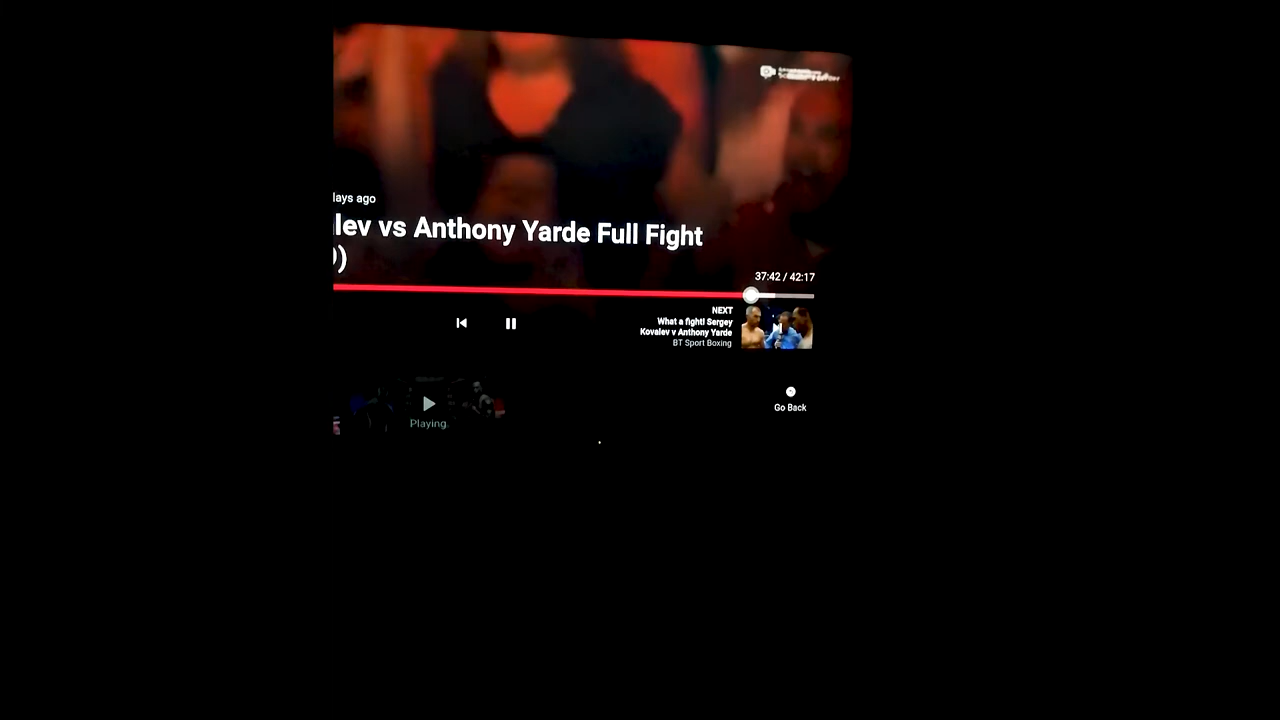 lays ago
lev vs Anthony Yarde Full Fight
)
37:42 / 42:17
NEXT
What a fight! Sergey
Kovalev v Anthony Yarde
BT Sport Boxing
Go Back
Playing